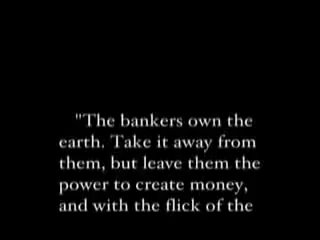 "The bankers own the
earth. Take it away from
them, but leave them the
power to create money,
and with the flick of the